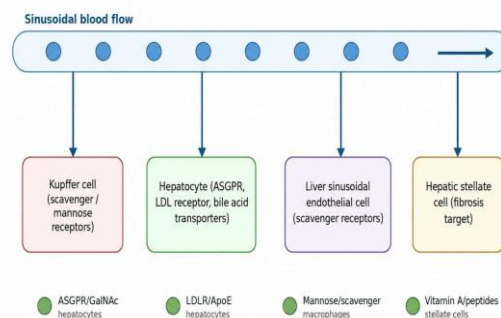 Sinusoidal blood flow
Kupffer cell
(scavenger /
mannose
receptors)
Hepatocyte (ASGPR,
LDL receptor, bile acid
transporters)
Liver sinusoidal
endothelial cell
(scavenger receptors)
Hepatic stellate
cell (fibrosis
target)
ASGPR/GalNAc
hepatocytes
LDLR/ApoE
hepatocytes
Mannose/scavenger
macrophages
Vitamin A/peptides
stellate cells